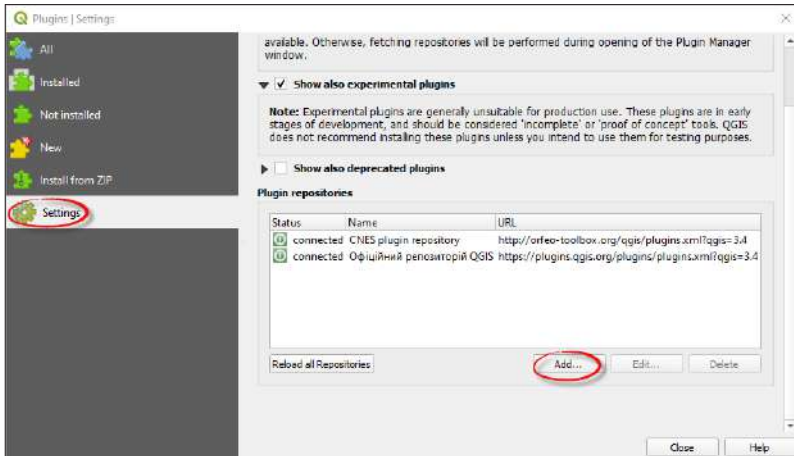 Plugins | Settings
All
Installed
Not installed
New
Install from ZIP
Settings
available. Otherwise, fetching repositories will be performed during opening of the Plugin Manager
window.
Show also experimental plugins
Note: Experimental plugins are generally unsuitable for production use. These plugins are in early
stages of development, and should be considered 'incomplete' or 'proof of concept' tools. QGIS
does not recommend installing these plugins unless you intend to use them for testing purposes.
Show also deprecated plugins
Plugin repositories
Status Name URL
connected CNES plugin repository http://orfeo-toolbox.org/qgis/plugins.xml?qgis=3.4
connected Офіційний репозиторій QGIS https://plugins.qgis.org/plugins/plugins.xml?qgis=3.4
Reload all Repositories Add... Edit... Delete
Close Help